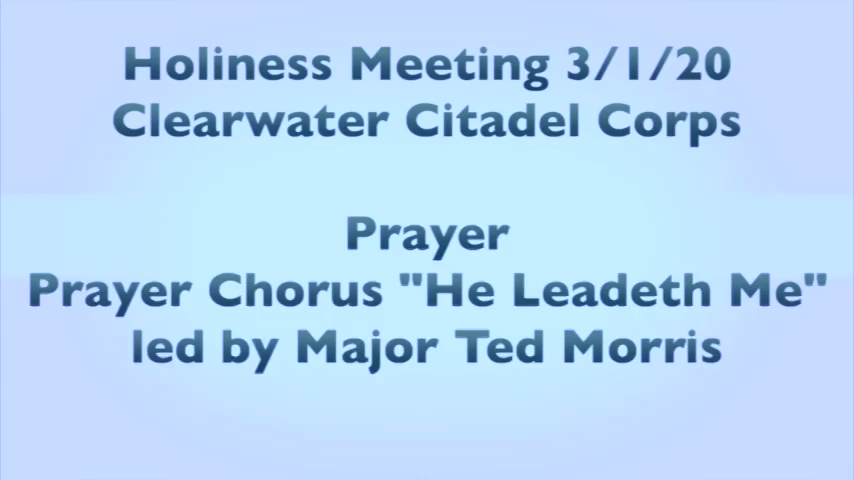 Holiness Meeting 3/1/20
Clearwater Citadel Corps
Prayer
Prayer Chorus "He Leadeth Me"
led by Major Ted Morris